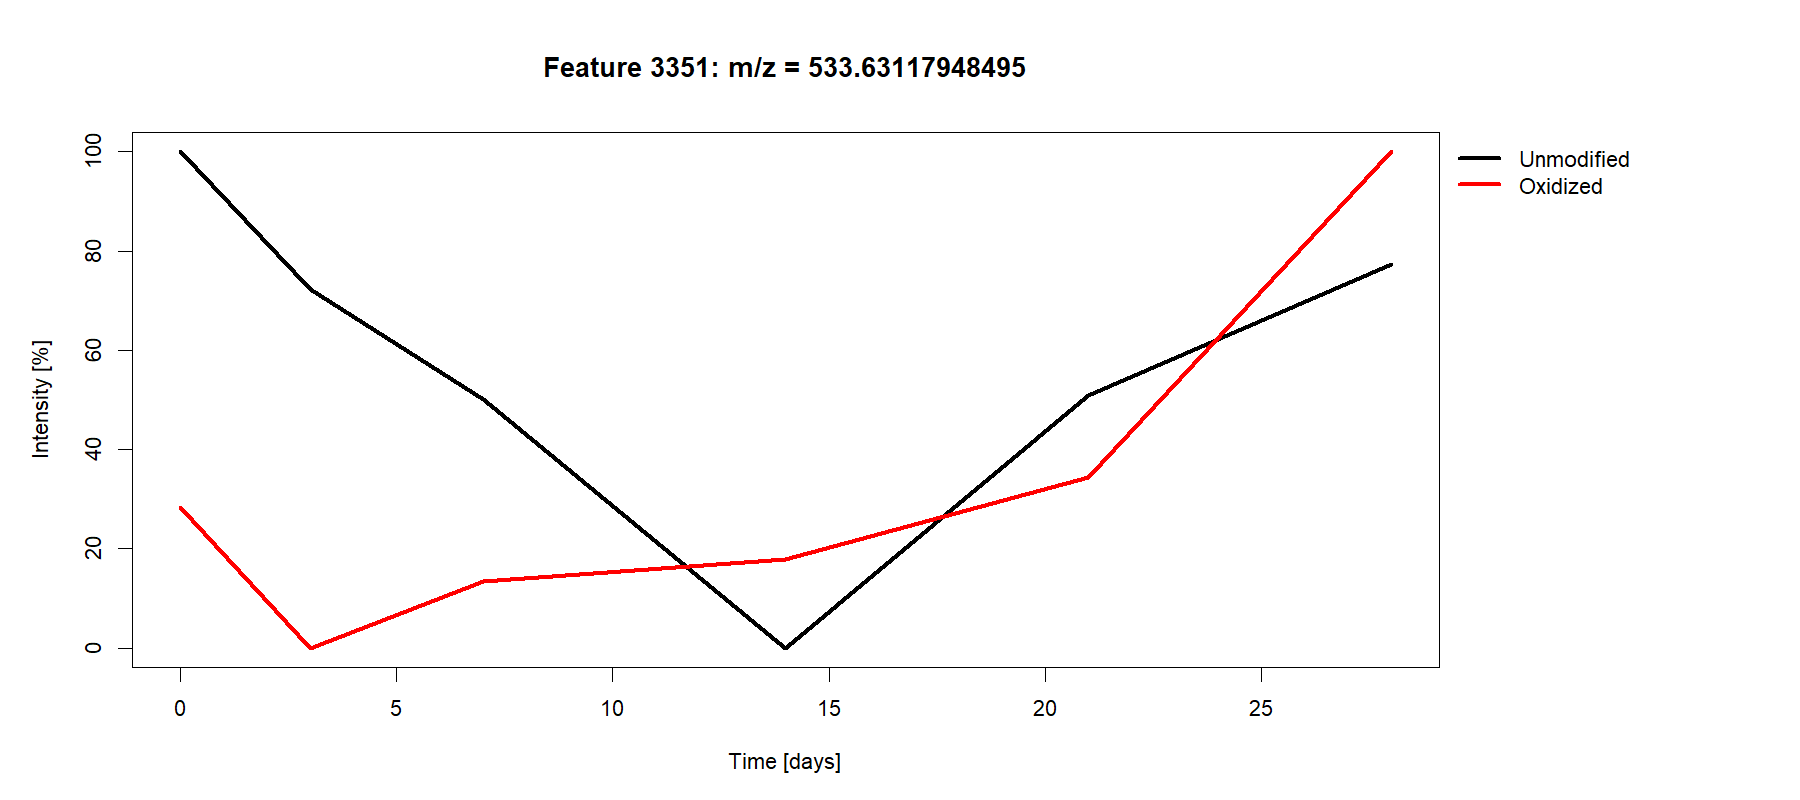 Feature 3351: m/z = 533.63117948495
Unmodified
Oxidized
Intensity [%]
100
80
60
40
20
0
0 5 10 15 20 25
Time [days]